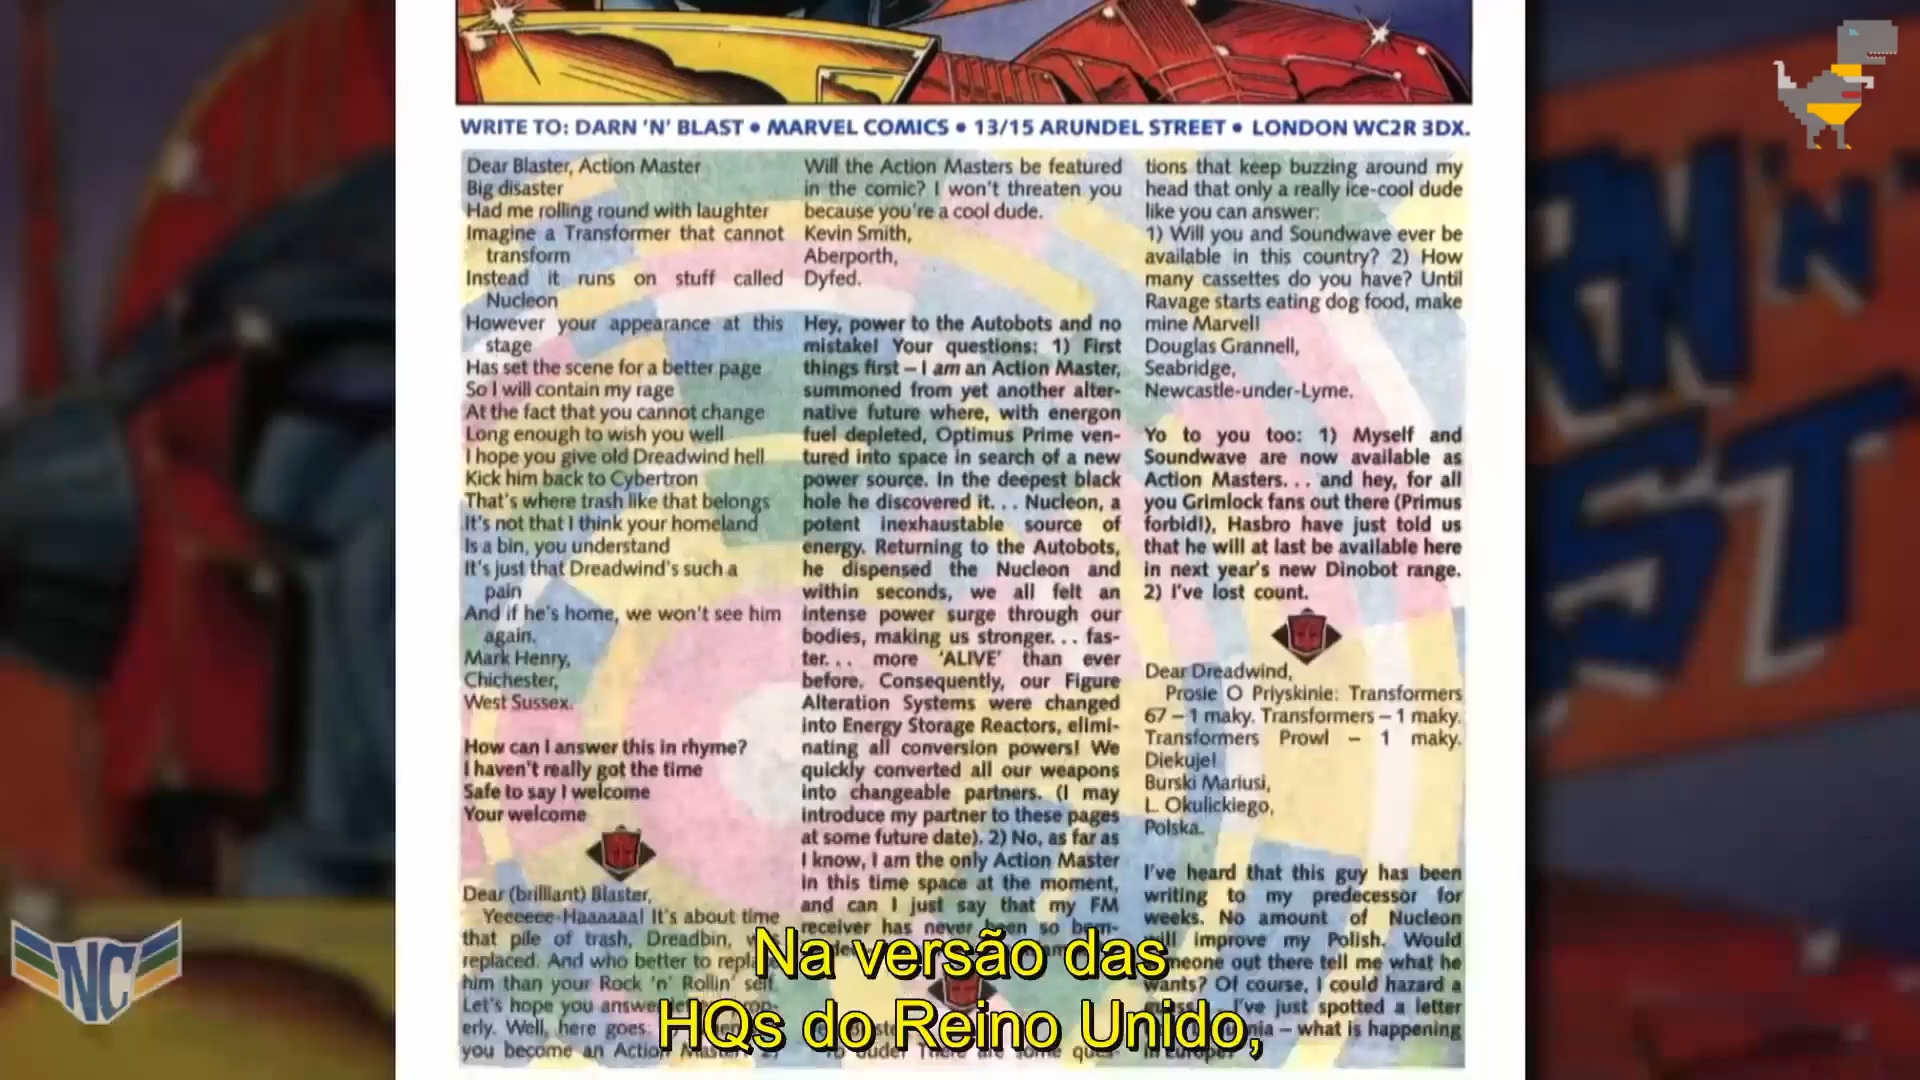 WRITE TO: DARN 'N' BLAST • MARVEL COMICS • 13/15 ARUNDEL STREET • LONDON WC2R 3DX.
Dear Blaster, Action Master
Big disaster
Had me rolling round with laughter
Imagine a Transformer that cannot
transform
Instead it runs on stuff called
Nucleon
However your appearance at this
stage
Has set the scene for a better page
So I will contain my rage
At the fact that you cannot change
Long enough to wish you well
I hope you give old Dreadwind hell
Kick him back to Cybertron
That's where trash like that belongs
It's not that I think your homeland
Is a bin, you understand
It's just that Dreadwind's such a
pain
And if he's home, we won't see him
again.
Mark Henry,
Chichester,
West Sussex.
How can I answer this in rhyme?
I haven't really got the time
Safe to say I welcome
Your welcome
Dear (brilliant) Blaster,
Yeeeeee-Haaaaaa! It's about time
that pile of trash, Dreadbin,
replaced. And who better to
him than your Rock 'n' Rollin' self.
Let's hope you answer
erly. Well, here goes:
you become an Action
Will the Action Masters be featured
in the comic? I won't threaten you
because you're a cool dude.
Kevin Smith,
Aberporth,
Dyfed.
Hey, power to the Autobots and no
mistake! Your questions: 1) First
things first – I am an Action Master,
summoned from yet another alter-
native future where, with energon
fuel depleted, Optimus Prime ven-
tured into space in search of a new
power source. In the deepest black
hole he discovered it. . . Nucleon, a
potent inexhaustable source of
energy. Returning to the Autobots,
he dispensed the Nucleon and
within seconds, we all felt an
intense power surge through our
bodies, making us stronger. . . fas-
ter. . . more 'ALIVE' than ever
before. Consequently, our Figure
Alteration Systems were changed
into Energy Storage Reactors, elimi-
nating all conversion powers! We
quickly converted all our weapons
into changeable partners. (I may
introduce my partner to these pages
at some future date). 2) No, as far as
I know, I am the only Action Master
in this time space at the moment,
and can I just say that my FM
receiver has never been so bom-
tions that keep buzzing around my
head that only a really ice-cool dude
like you can answer:
1) Will you and Soundwave ever be
available in this country? 2) How
many cassettes do you have? Until
Ravage starts eating dog food, make
mine Marvel!
Douglas Grannell,
Seabridge,
Newcastle-under-Lyme.
Yo to you too: 1) Myself and
Soundwave are now available as
Action Masters. . . and hey, for all
you Grimlock fans out there (Primus
forbid!), Hasbro have just told us
that he will at last be available here
in next year's new Dinobot range.
2) I've lost count.
Dear Dreadwind,
Prosie O Priyskinie: Transformers
67 – 1 maky. Transformers – 1 maky.
Transformers Prowl – 1 maky.
Diekuje!
Burski Mariusi,
L. Okulickiego,
Polska.
I've heard that this guy has been
writing to my predecessor for
weeks. No amount of Nucleon
will improve my Polish. Would
someone out there tell me what he
wants? Of course, I could hazard a
I've just spotted a letter
– what is happening
in Europe?
Na versão das
HQs do Reino Unido,
NC